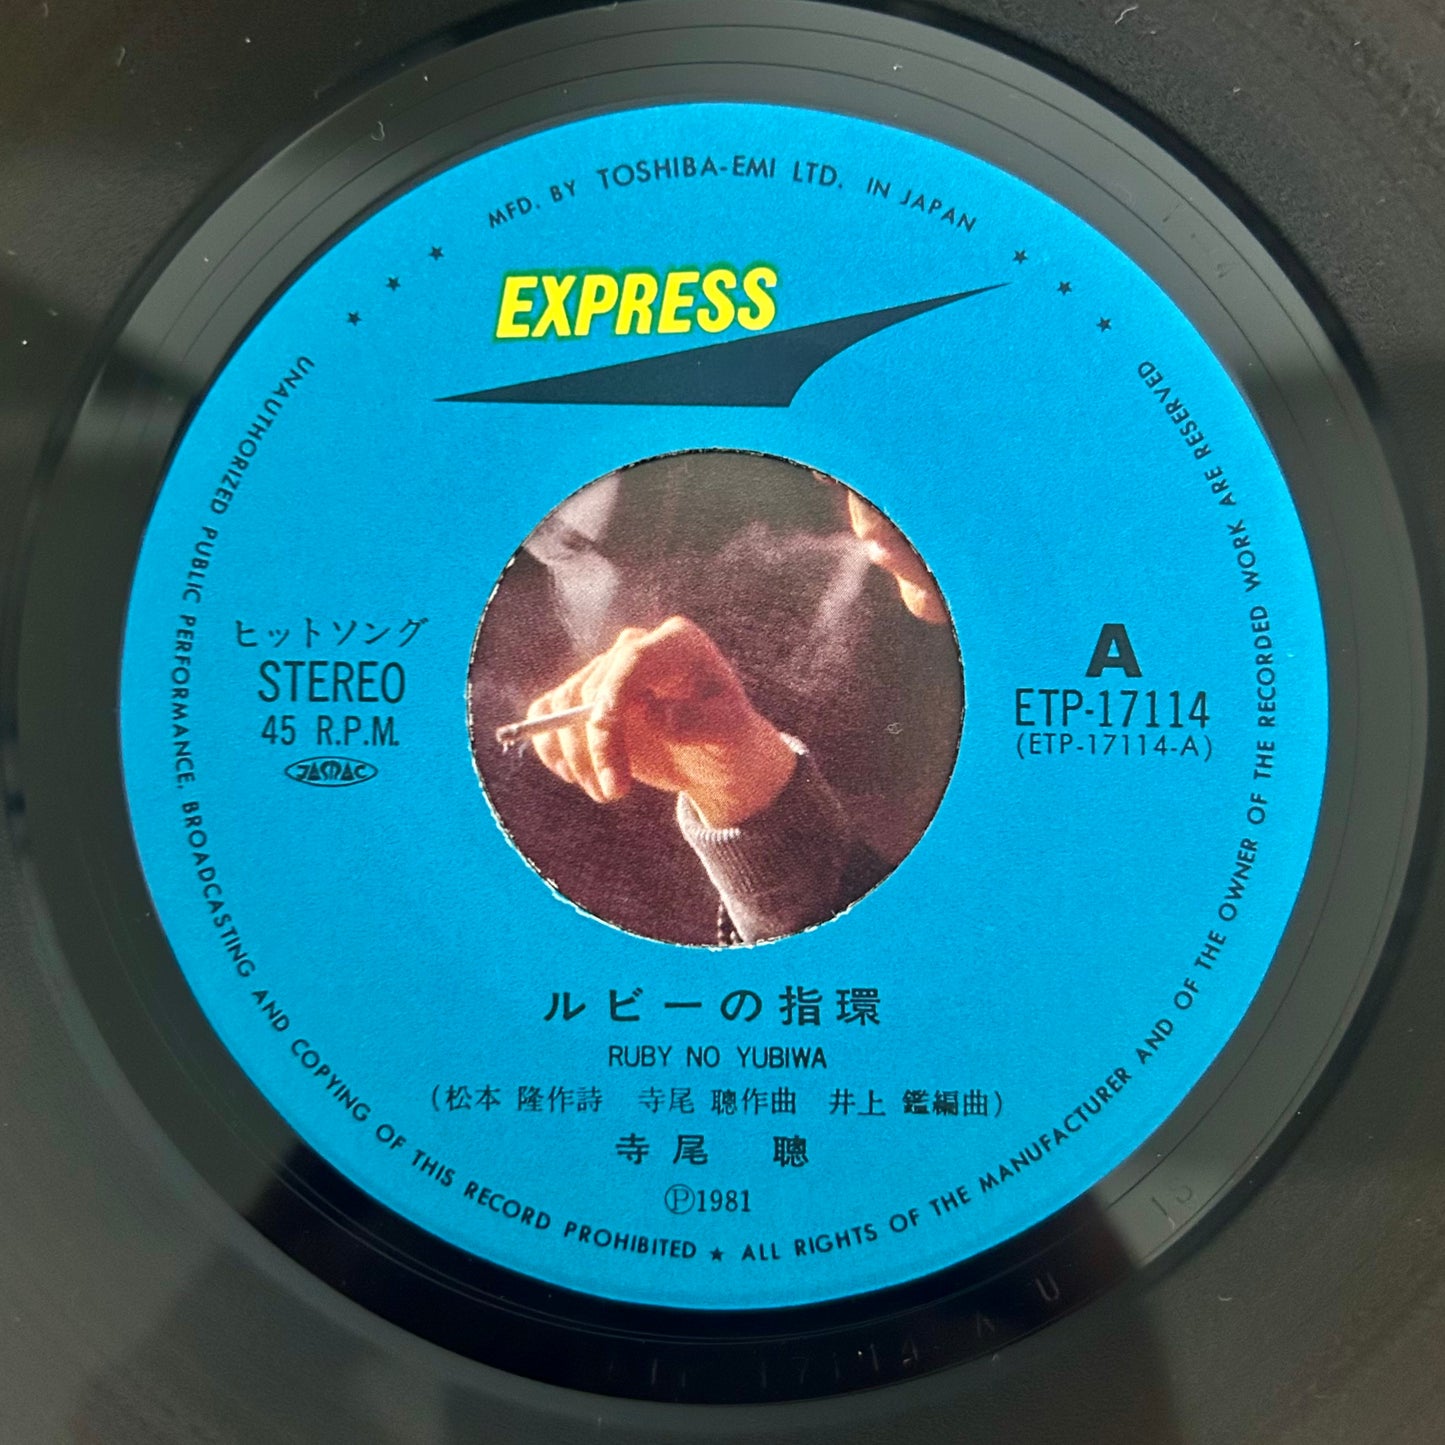 MFD. BY TOSHIBA-EMI LTD. IN JAPAN
EXPRESS
ヒットソング
STEREO
45 R.P.M.
JASRAC
A
ETP-17114
(ETP-17114-A)
ルビーの指環
RUBY NO YUBIWA
(松本 隆作詩 寺尾 聰作曲 井上 鑑編曲)
寺尾 聰
Ⓟ1981
UNAUTHORIZED PUBLIC PERFORMANCE, BROADCASTING AND COPYING OF THIS RECORD PROHIBITED ★ ALL RIGHTS OF THE MANUFACTURER AND OF THE OWNER OF THE RECORDED WORK ARE RESERVED